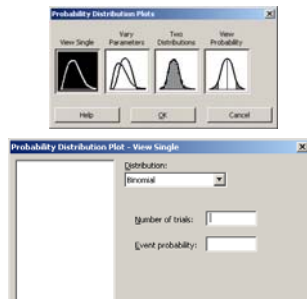 Probability Distribution Plots
View Single
Vary Parameters
Two Distributions
View Probability
Help
OK
Cancel
Probability Distribution Plot - View Single
Distribution:
Binomial
Number of trials:
Event probability: